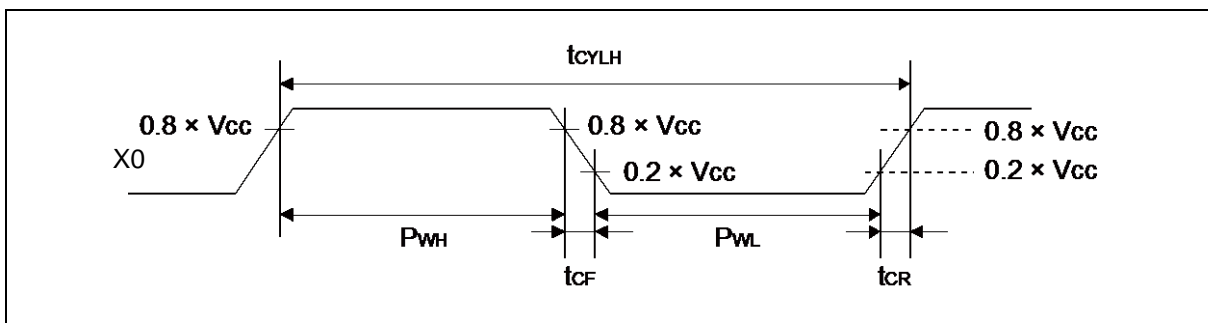 tCYLH
0.8 × VCC
0.8 × VCC
0.8 × VCC
X0
0.2 × VCC
0.2 × VCC
PWH
PWL
tCF
tCR